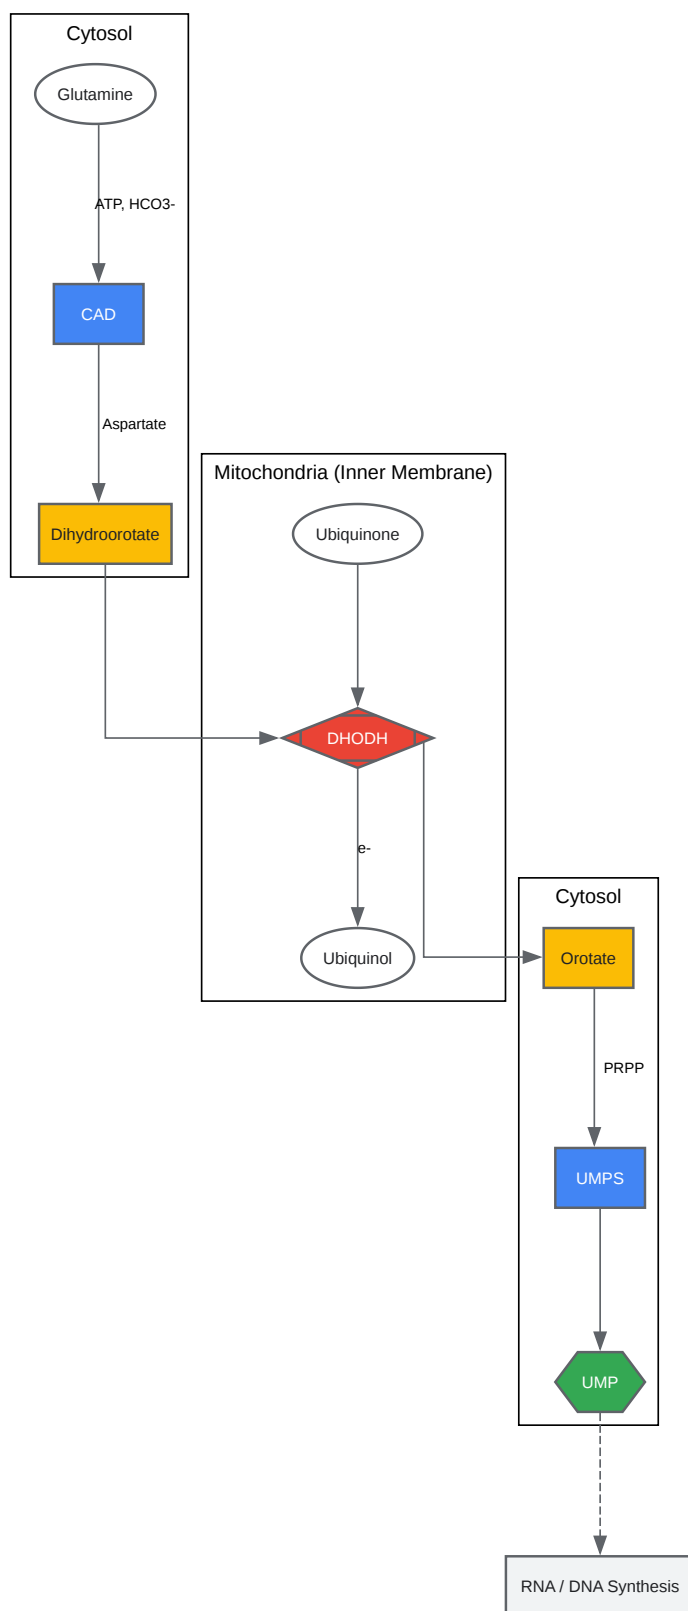 Cytosol
Glutamine
ATP, HCO3-
CAD
Aspartate
Dihydroorotate
Mitochondria (Inner Membrane)
Ubiquinone
DHODH
e-
Ubiquinol
Cytosol
Orotate
PRPP
UMPS
UMP
RNA / DNA Synthesis